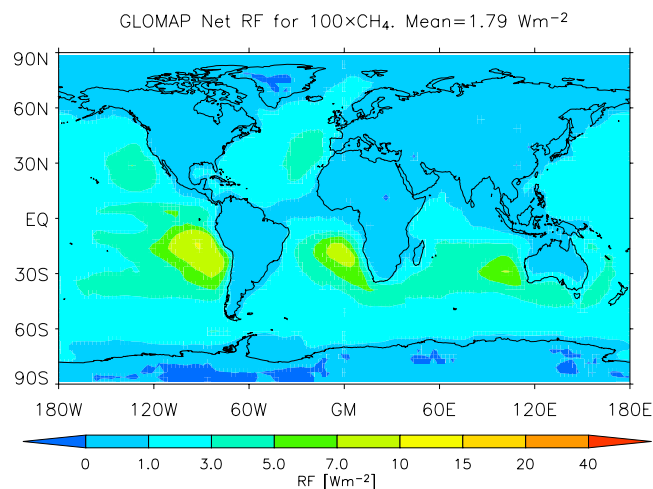 GLOMAP Net RF for 100×CH₄. Mean=1.79 Wm⁻²
90N
60N
30N
EQ
30S
60S
90S
180W 120W 60W GM 60E 120E 180E
0 1.0 3.0 5.0 7.0 10 15 20 40
RF [Wm⁻²]